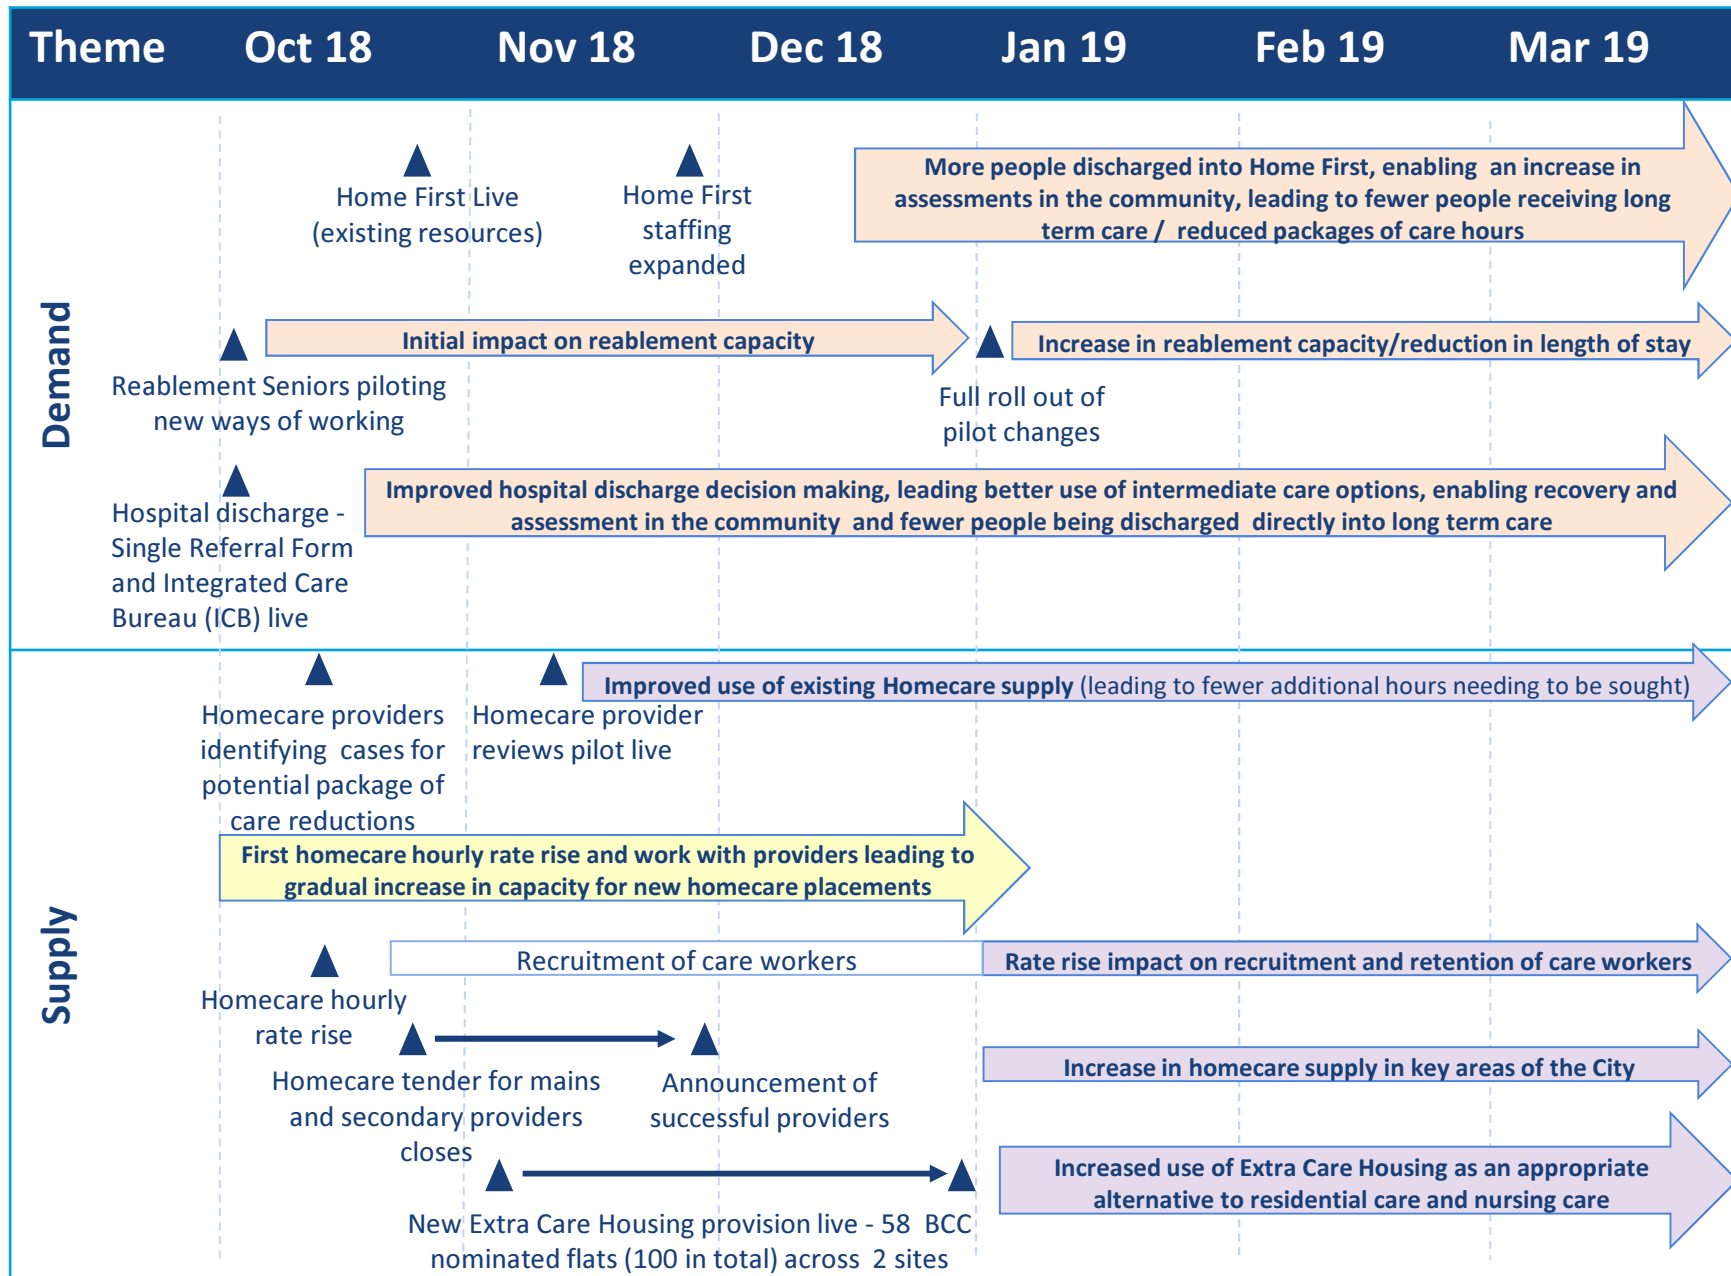 Theme Oct 18 Nov 18 Dec 18 Jan 19 Feb 19 Mar 19
Demand
Home First Live
(existing resources)
Home First
staffing
expanded
More people discharged into Home First, enabling an increase in
assessments in the community, leading to fewer people receiving long
term care / reduced packages of care hours
Initial impact on reablement capacity
Increase in reablement capacity/reduction in length of stay
Reablement Seniors piloting
new ways of working
Full roll out of
pilot changes
Improved hospital discharge decision making, leading better use of intermediate care options, enabling recovery and
assessment in the community and fewer people being discharged directly into long term care
Hospital discharge -
Single Referral Form
and Integrated Care
Bureau (ICB) live
Supply
Improved use of existing Homecare supply (leading to fewer additional hours needing to be sought)
Homecare providers
identifying cases for
potential package of
care reductions
Homecare provider
reviews pilot live
First homecare hourly rate rise and work with providers leading to
gradual increase in capacity for new homecare placements
Recruitment of care workers
Rate rise impact on recruitment and retention of care workers
Homecare hourly
rate rise
Homecare tender for mains
and secondary providers
closes
Announcement of
successful providers
Increase in homecare supply in key areas of the City
Increased use of Extra Care Housing as an appropriate
alternative to residential care and nursing care
New Extra Care Housing provision live - 58 BCC
nominated flats (100 in total) across 2 sites